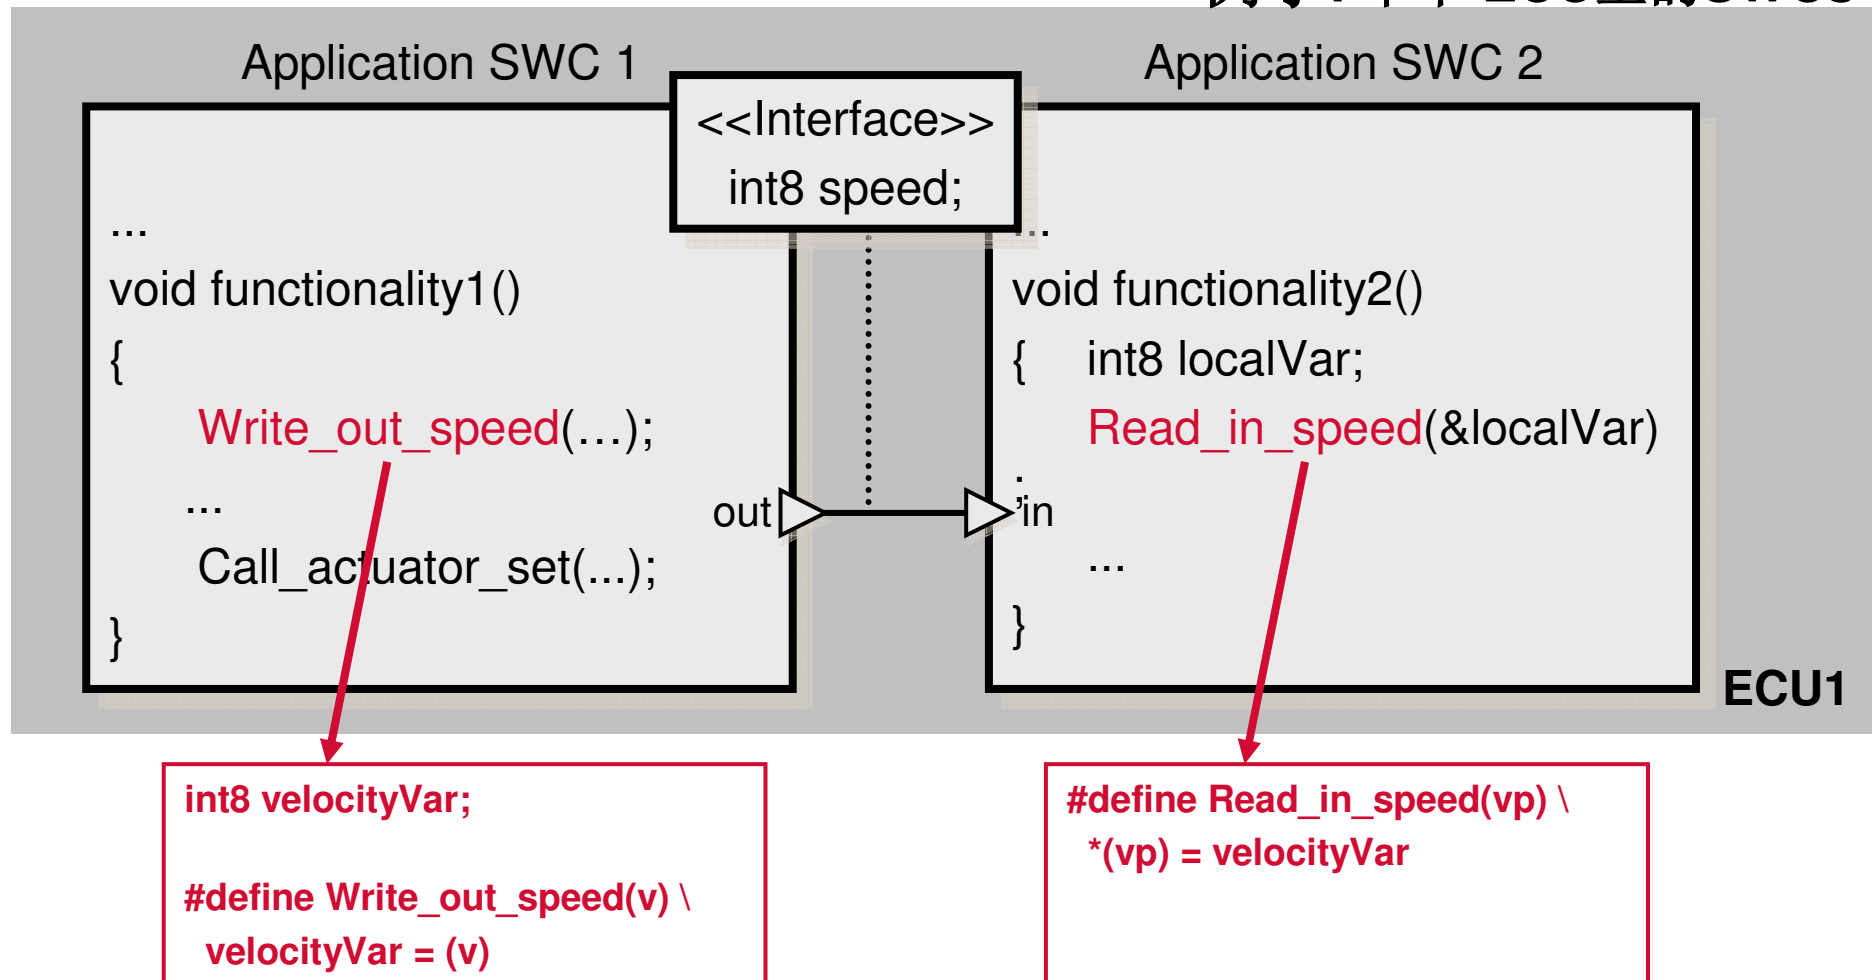 Application SWC 1
Application SWC 2
<<Interface>>
int8 speed;
...
void functionality1()
{
Write_out_speed(...);
...
Call_actuator_set(...);
}
out
...
void functionality2()
{ int8 localVar;
Read_in_speed(&localVar)
;
in
...
}
ECU1
int8 velocityVar;
#define Write_out_speed(v) \
velocityVar = (v)
#define Read_in_speed(vp) \
*(vp) = velocityVar